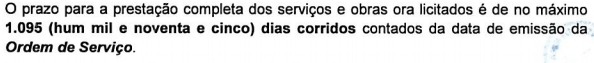 O prazo para a prestação completa dos serviços e obras ora licitados é de no máximo
1.095 (hum mil e noventa e cinco) dias corridos contados da data de emissão da
Ordem de Serviço.